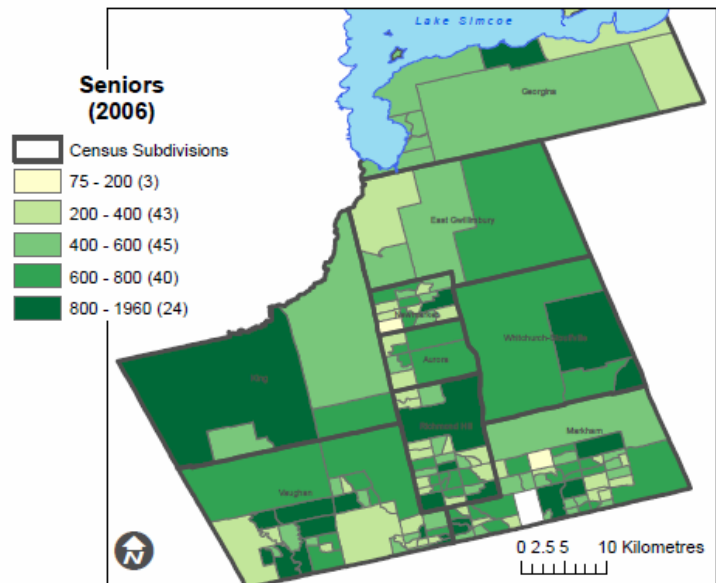 Lake Simcoe
Seniors
(2006)
Census Subdivisions
75 - 200 (3)
200 - 400 (43)
400 - 600 (45)
600 - 800 (40)
800 - 1960 (24)
Georgina
East Gwillimbury
Newmarket
Whitchurch-Stouffville
Aurora
King
Richmond Hill
Markham
Vaughan
N
0 2.5 5 10 Kilometres